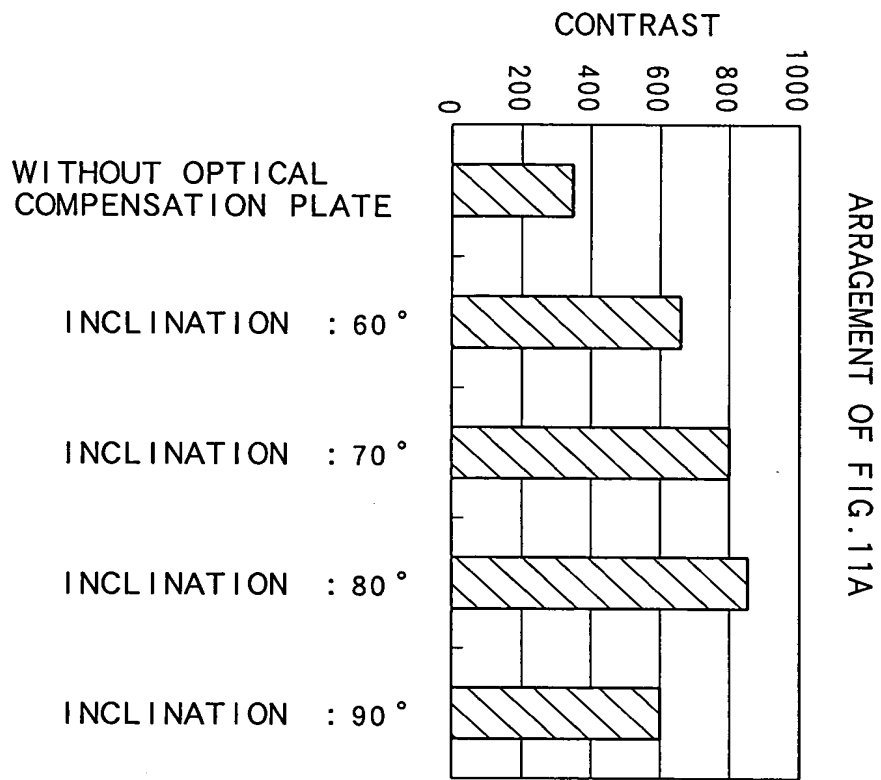 CONTRAST
0
200
400
600
800
1000
WITHOUT OPTICAL
COMPENSATION PLATE
INCLINATION : 60°
INCLINATION : 70°
INCLINATION : 80°
INCLINATION : 90°
ARRAGEMENT OF FIG.11A